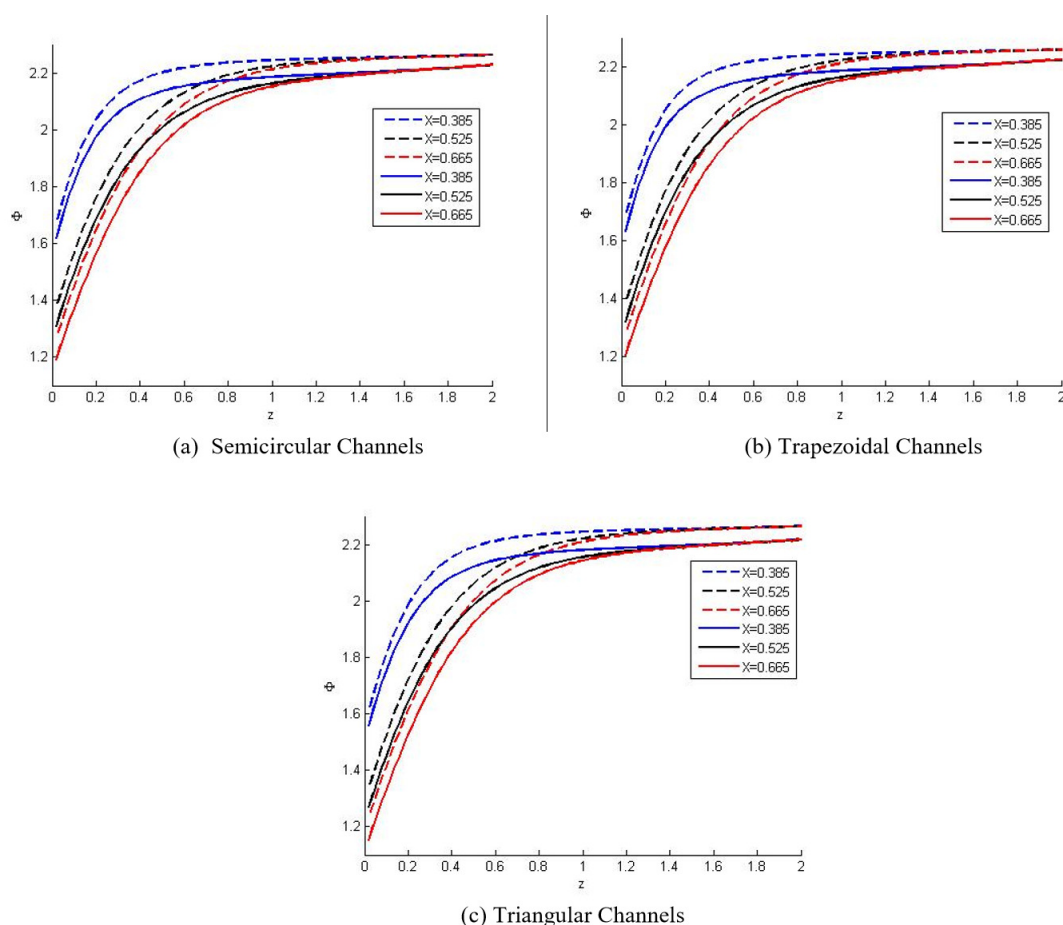 2.2
2
1.8
Φ
1.6
1.4
1.2
0 0.2 0.4 0.6 0.8 1 1.2 1.4 1.6 1.8 2
z
X=0.385
X=0.525
X=0.665
X=0.385
X=0.525
X=0.665
(a) Semicircular Channels
2.2
2
1.8
Φ
1.6
1.4
1.2
0 0.2 0.4 0.6 0.8 1 1.2 1.4 1.6 1.8 2
z
X=0.385
X=0.525
X=0.665
X=0.385
X=0.525
X=0.665
(b) Trapezoidal Channels
2.2
2
1.8
Φ
1.6
1.4
1.2
0 0.2 0.4 0.6 0.8 1 1.2 1.4 1.6 1.8 2
z
X=0.385
X=0.525
X=0.665
X=0.385
X=0.525
X=0.665
(c) Triangular Channels